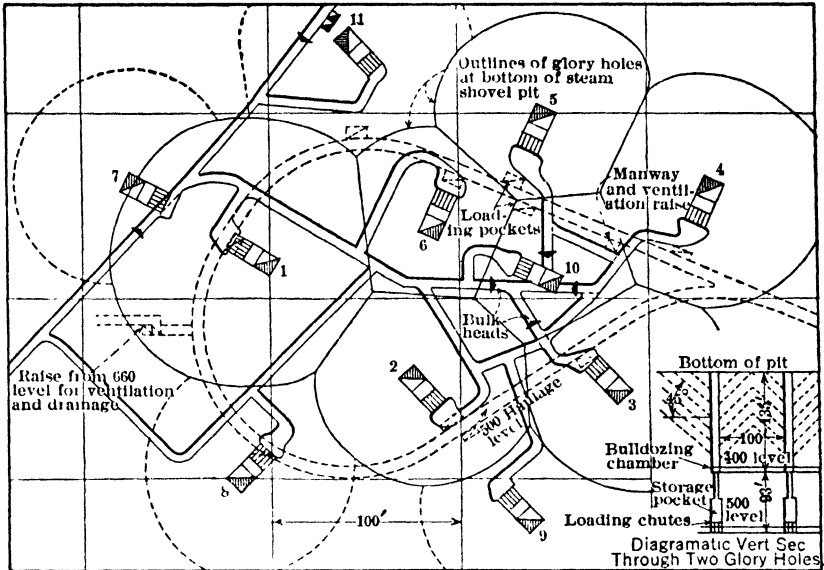 11
Outlines of glory holes
at bottom of steam
shovel pit
5
7
Manway
and venti-
lation raise
4
Load-
ing pockets
6
1
10
Bulk
heads
2
3
Raise from 660
level for ventilation
and drainage
500 Haulage
level
8
9
100'
Bottom of pit
45°
135'
100'
400 level
Bulldozing
chamber
Storage
pocket
500
level
83'
Loading chutes
Diagramatic Vert Sec
Through Two Glory Holes